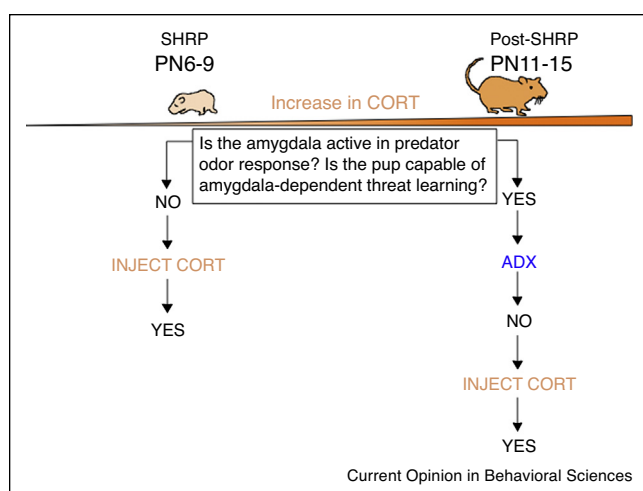 SHRP
PN6-9
Post-SHRP
PN11-15
Increase in CORT
Is the amygdala active in predator
odor response? Is the pup capable of
amygdala-dependent threat learning?
NO
INJECT CORT
YES
YES
ADX
NO
INJECT CORT
YES
Current Opinion in Behavioral Sciences